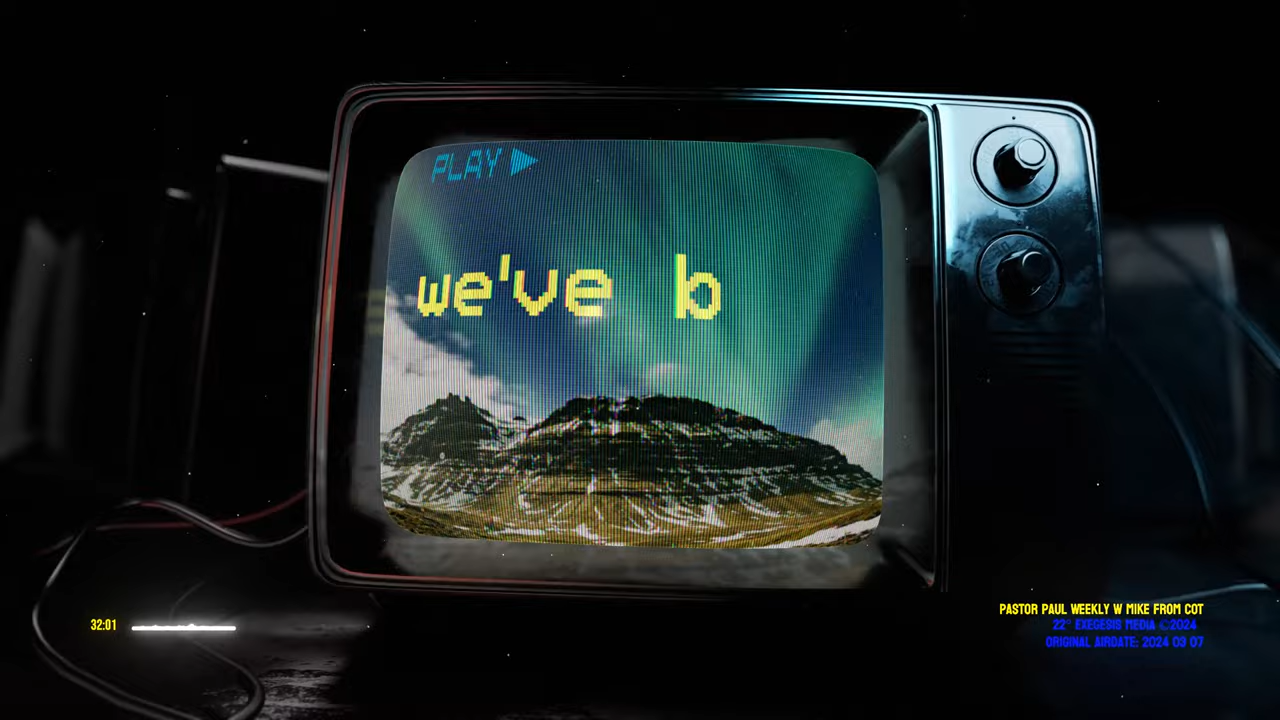 PLAY
we've b
32:01
PASTOR PAUL WEEKLY W MIKE FROM COT
22° EXEGESIS MEDIA ©2024
ORIGINAL AIRDATE: 2024 03 07